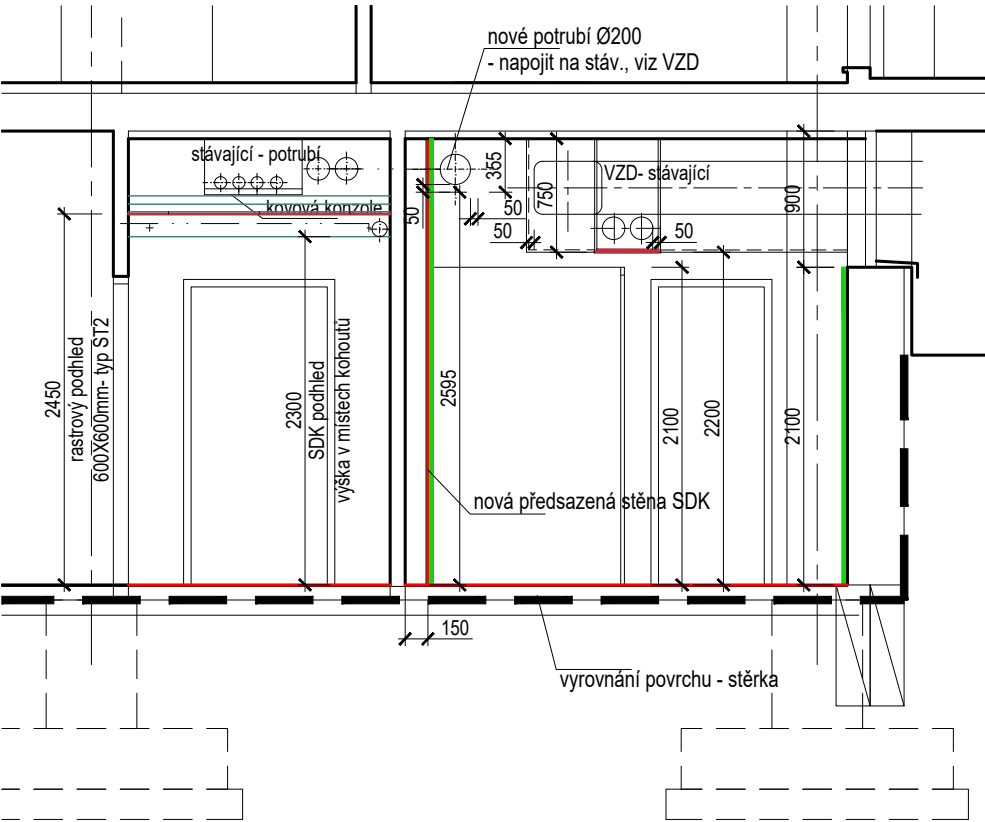 nové potrubí Ø200
- napojit na stáv., viz VZD
stávající - potrubí
kovová konzole
VZD- stávající
355
750
900
50
50
50
50
2450
rastrový podhled
600X600mm- typ ST2
2300
SDK podhled
výška v místech kohoutů
2595
2100
2200
2100
nová předsazená stěna SDK
150
vyrovnání povrchu - stěrka